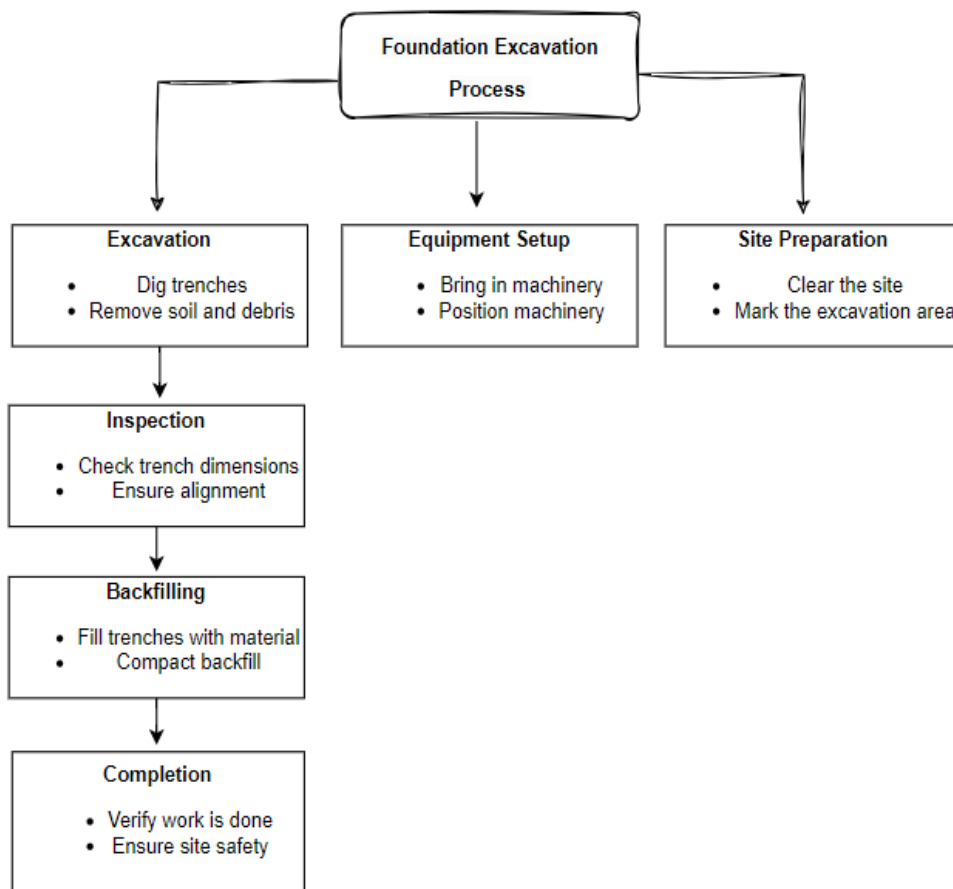 Foundation Excavation
Process
Excavation
• Dig trenches
• Remove soil and debris
Equipment Setup
• Bring in machinery
• Position machinery
Site Preparation
• Clear the site
• Mark the excavation area
Inspection
• Check trench dimensions
• Ensure alignment
Backfilling
• Fill trenches with material
• Compact backfill
Completion
• Verify work is done
• Ensure site safety